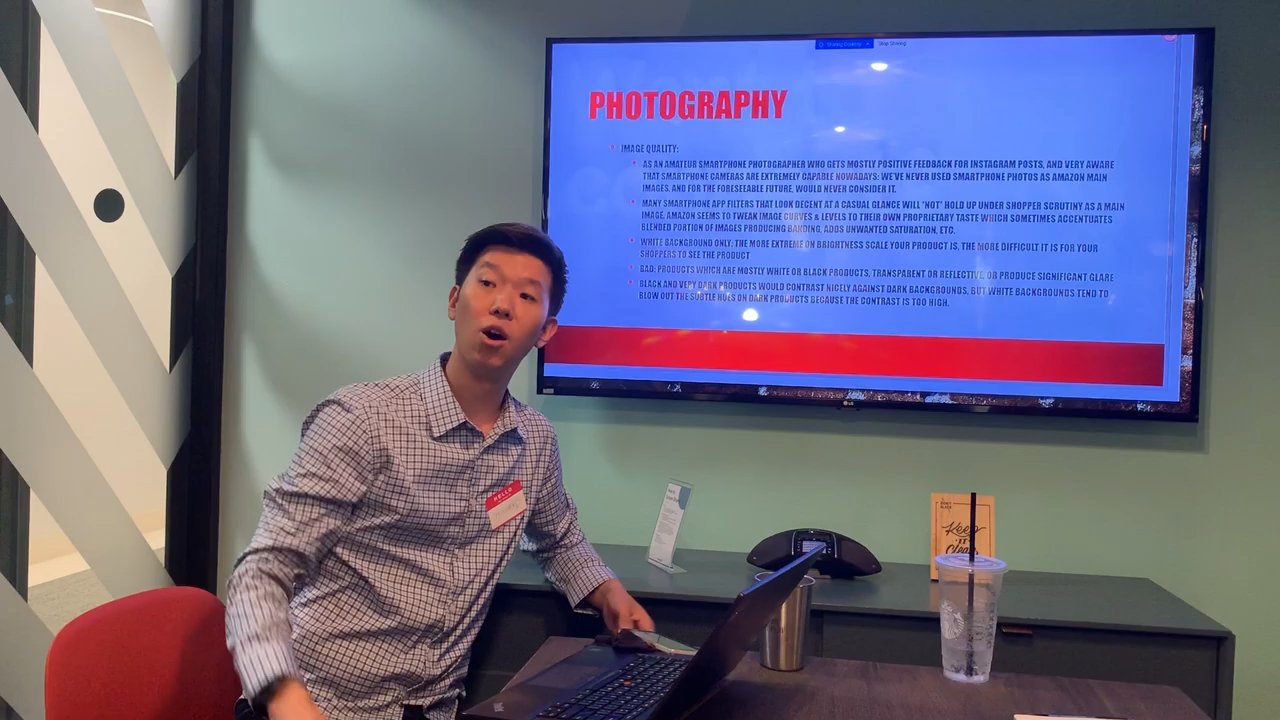 Sharing Desktop
Stop Sharing
PHOTOGRAPHY
IMAGE QUALITY:
AS AN AMATEUR SMARTPHONE PHOTOGRAPHER WHO GETS MOSTLY POSITIVE FEEDBACK FOR INSTAGRAM POSTS, AND VERY AWARE
THAT SMARTPHONE CAMERAS ARE EXTREMELY CAPABLE NOWADAYS; WE'VE NEVER USED SMARTPHONE PHOTOS AS AMAZON MAIN
IMAGES, AND FOR THE FORESEEABLE FUTURE, WOULD NEVER CONSIDER IT.
MANY SMARTPHONE APP FILTERS THAT LOOK DECENT AT A CASUAL GLANCE WILL *NOT* HOLD UP UNDER SHOPPER SCRUTINY AS A MAIN
IMAGE. AMAZON SEEMS TO TWEAK IMAGE CURVES & LEVELS TO THEIR OWN PROPRIETARY TASTE WHICH SOMETIMES ACCENTUATES
BLENDED PORTION OF IMAGES PRODUCING BANDING, ADDS UNWANTED SATURATION, ETC.
WHITE BACKGROUND ONLY: THE MORE EXTREME ON BRIGHTNESS SCALE YOUR PRODUCT IS, THE MORE DIFFICULT IT IS FOR YOUR
SHOPPERS TO SEE THE PRODUCT
BAD: PRODUCTS WHICH ARE MOSTLY WHITE OR BLACK PRODUCTS, TRANSPARENT OR REFLECTIVE, OR PRODUCE SIGNIFICANT GLARE
BLACK AND VERY DARK PRODUCTS WOULD CONTRAST NICELY AGAINST DARK BACKGROUNDS, BUT WHITE BACKGROUNDS TEND TO
BLOW OUT THE SUBTLE HUES ON DARK PRODUCTS BECAUSE THE CONTRAST IS TOO HIGH.
LG
HELLO
Keep
IT
Clean